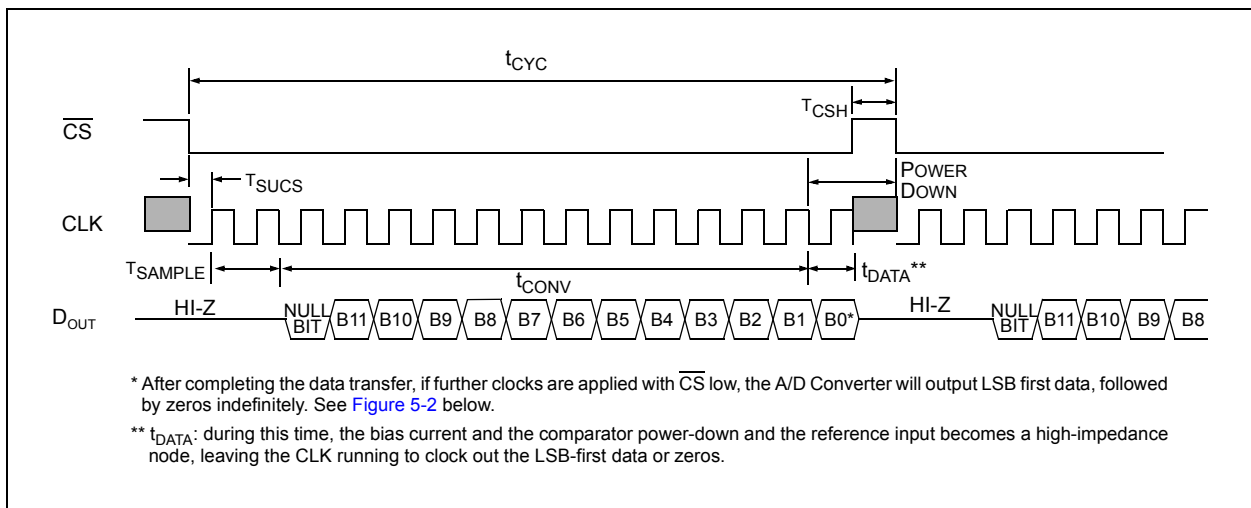 tCYC
TCSH
CS
POWER
DOWN
TSUCS
CLK
TSAMPLE
tCONV
tDATA**
DOUT
HI-Z
NULL BIT B11 B10 B9 B8 B7 B6 B5 B4 B3 B2 B1 B0*
HI-Z
NULL BIT B11 B10 B9 B8
* After completing the data transfer, if further clocks are applied with CS low, the A/D Converter will output LSB first data, followed
by zeros indefinitely. See Figure 5-2 below.
** tDATA: during this time, the bias current and the comparator power-down and the reference input becomes a high-impedance
node, leaving the CLK running to clock out the LSB-first data or zeros.